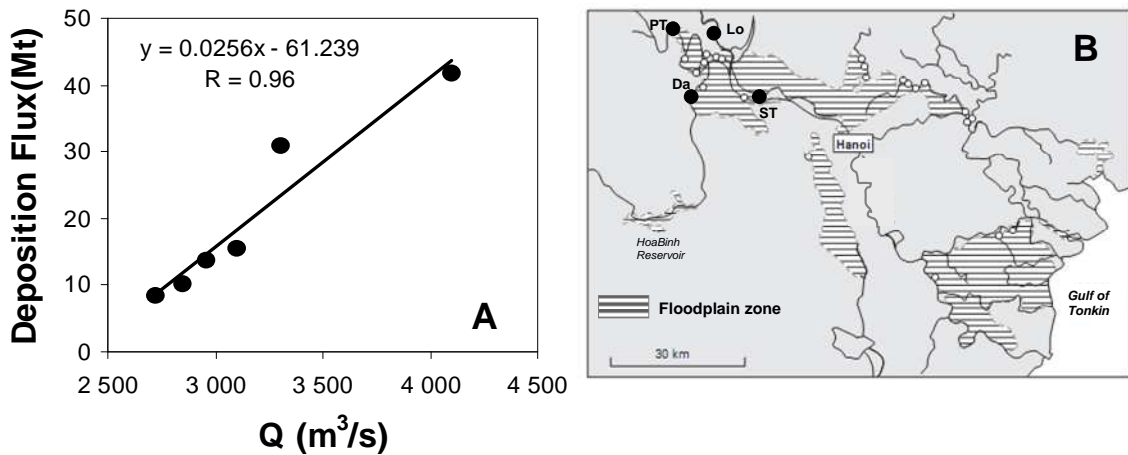 50
40
30
20
10
0
Deposition Flux(Mt)
y = 0.0256x - 61.239
R = 0.96
A
2 500 3 000 3 500 4 000 4 500
Q (m³/s)
B
PT
Lo
Da
ST
Hanoi
HoaBinh
Reservoir
Floodplain zone
Gulf of
Tonkin
30 km